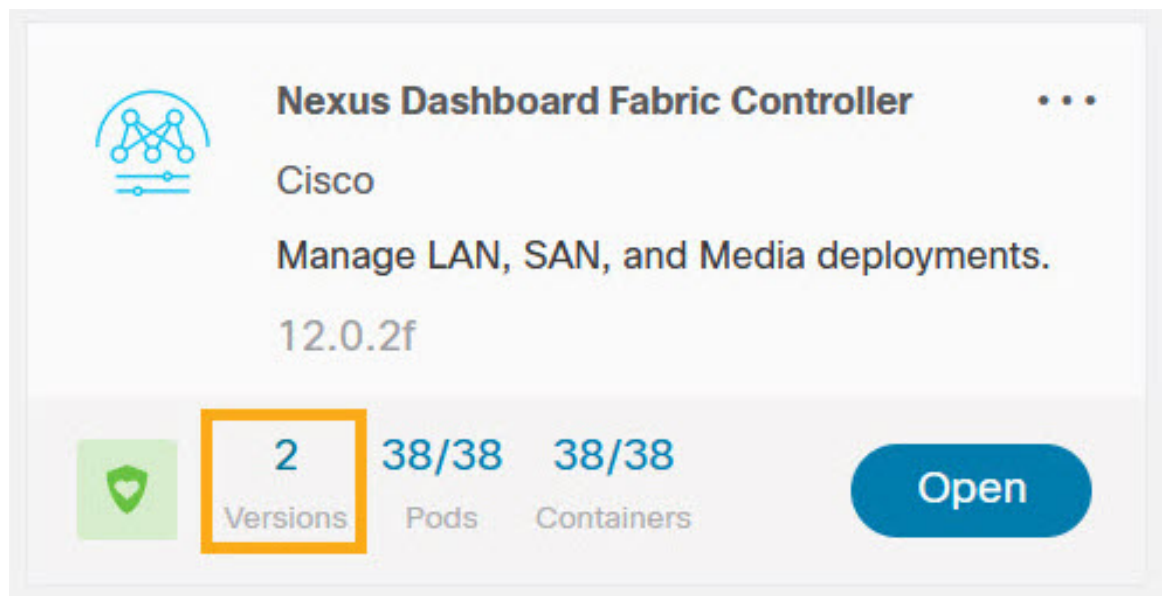 Nexus Dashboard Fabric Controller
Cisco
Manage LAN, SAN, and Media deployments.
12.0.2f
2 38/38 38/38 Open
Versions Pods Containers